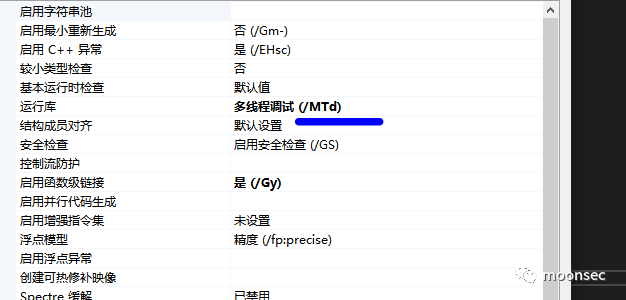 启用字符串池
启用最小重新生成 否 (/Gm-)
启用 C++ 异常 是 (/EHsc)
较小类型检查 否
基本运行时检查 默认值
运行库 多线程调试 (/MTd)
结构成员对齐 默认设置
安全检查 启用安全检查 (/GS)
控制流防护
启用函数级链接 是 (/Gy)
启用并行代码生成
启用增强指令集 未设置
浮点模型 精度 (/fp:precise)
启用浮点异常
创建可热修补映像
Spectre 缓解 已禁用
moonsec